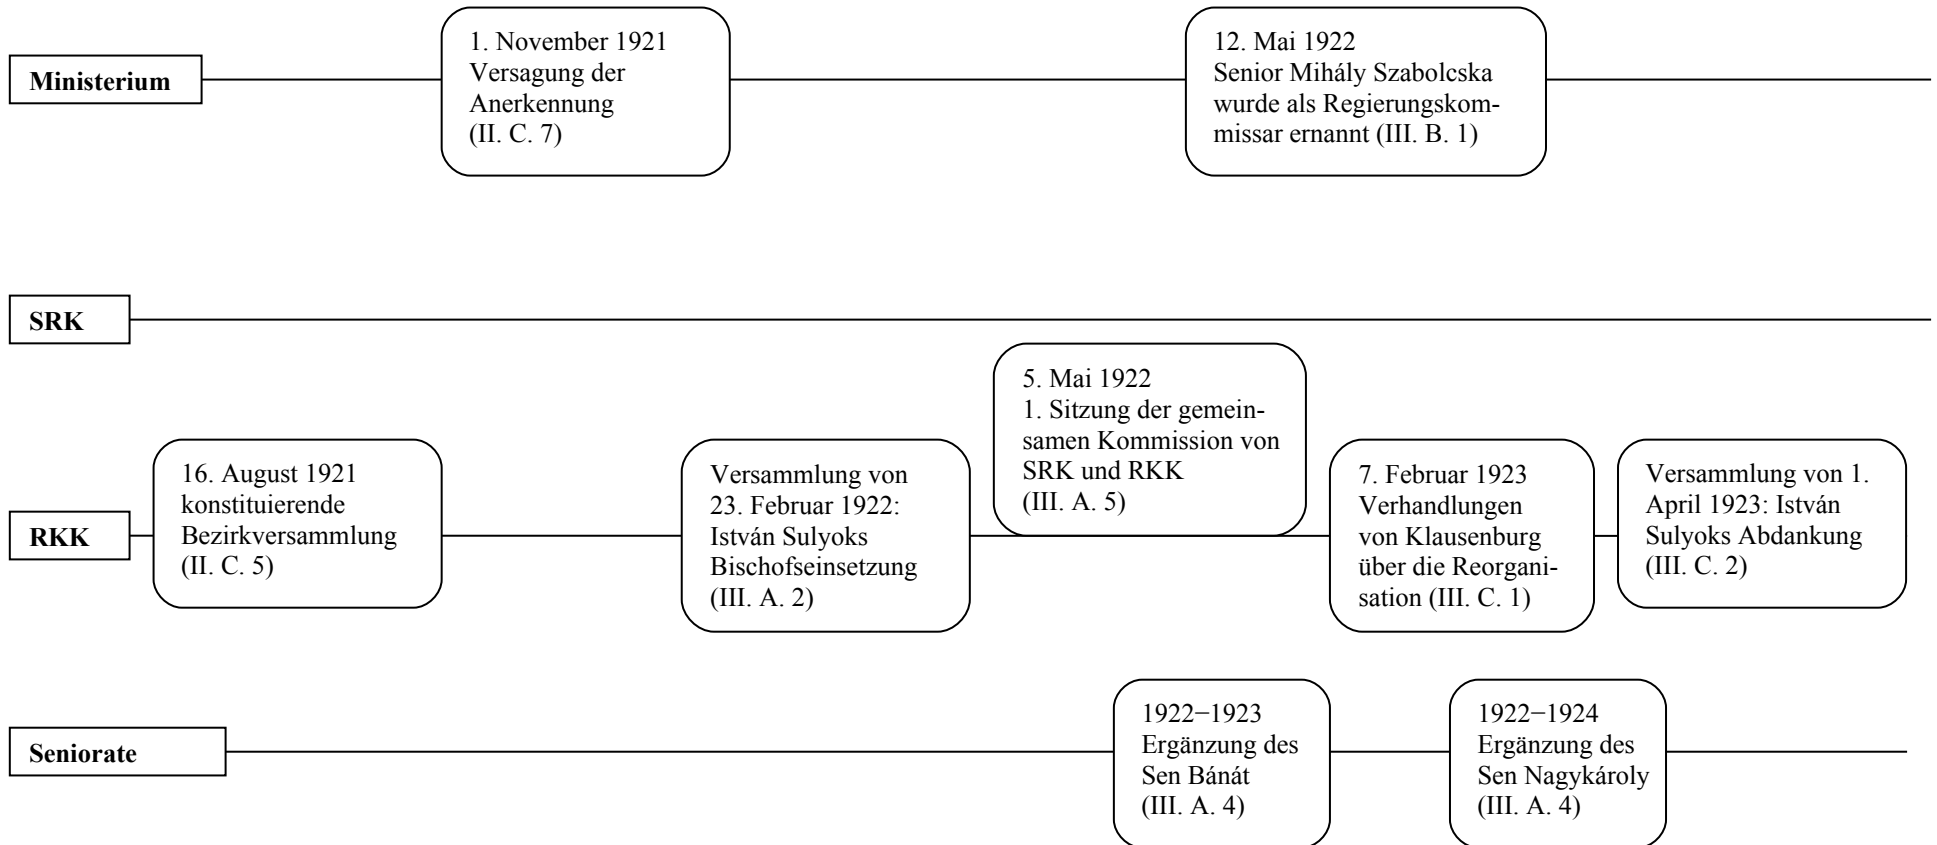 Ministerium
1. November 1921
Versagung der
Anerkennung
(II. C. 7)
12. Mai 1922
Senior Mihály Szabolcska
wurde als Regierungskom-
missar ernannt (III. B. 1)
SRK
RKK
16. August 1921
konstituierende
Bezirkversammlung
(II. C. 5)
Versammlung von
23. Februar 1922:
István Sulyoks
Bischofseinsetzung
(III. A. 2)
5. Mai 1922
1. Sitzung der gemein-
samen Kommission von
SRK und RKK
(III. A. 5)
7. Februar 1923
Verhandlungen
von Klausenburg
über die Reorgani-
sation (III. C. 1)
Versammlung von 1.
April 1923: István
Sulyoks Abdankung
(III. C. 2)
Seniorate
1922−1923
Ergänzung des
Sen Bánát
(III. A. 4)
1922−1924
Ergänzung des
Sen Nagykároly
(III. A. 4)